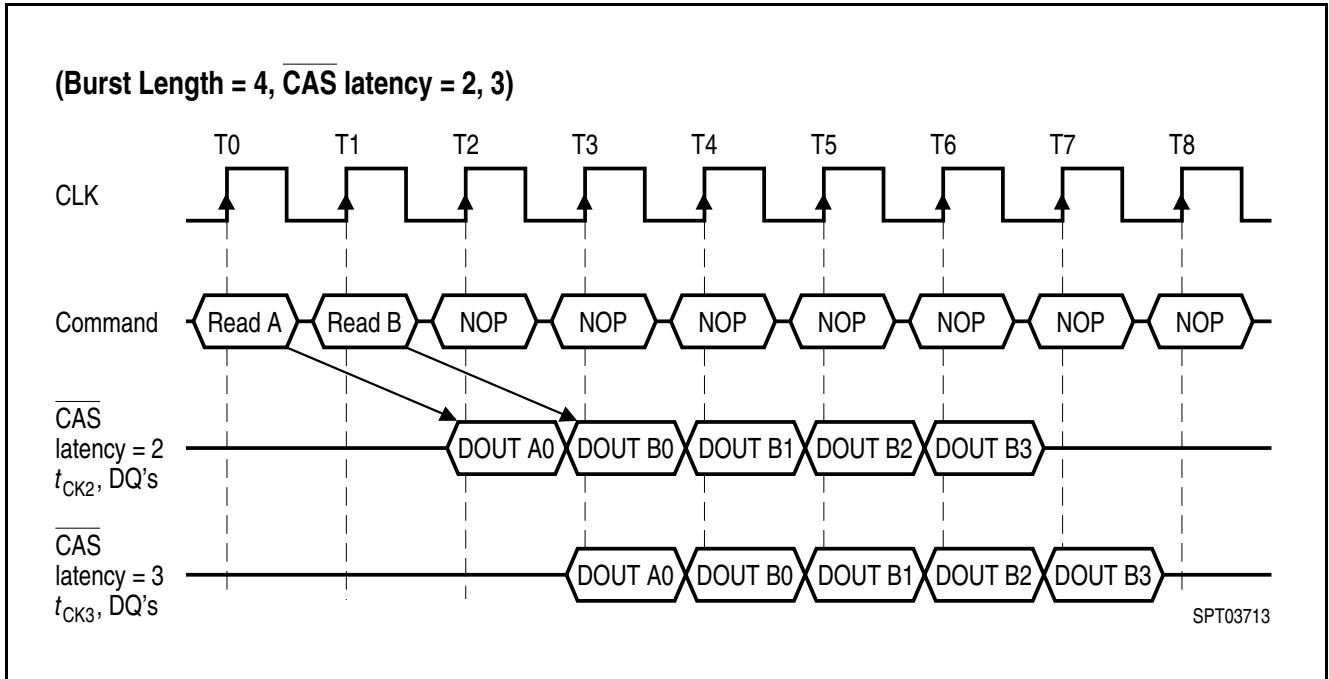 (Burst Length = 4, CAS latency = 2, 3)
T0 T1 T2 T3 T4 T5 T6 T7 T8
CLK
Command Read A Read B NOP NOP NOP NOP NOP NOP NOP
CAS
latency = 2 DOUT A0 DOUT B0 DOUT B1 DOUT B2 DOUT B3
tCK2, DQ's
CAS
latency = 3 DOUT A0 DOUT B0 DOUT B1 DOUT B2 DOUT B3
tCK3, DQ's
SPT03713